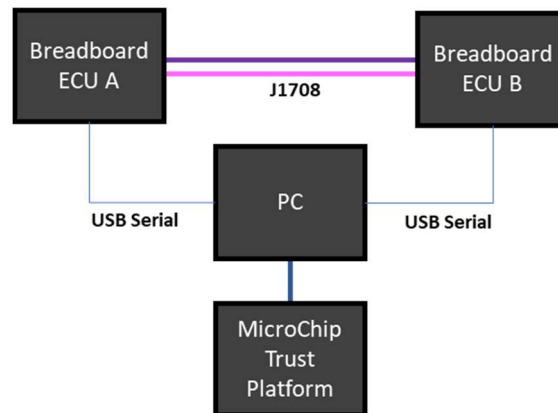 Breadboard
ECU A
Breadboard
ECU B
J1708
PC
USB Serial
USB Serial
MicroChip
Trust
Platform